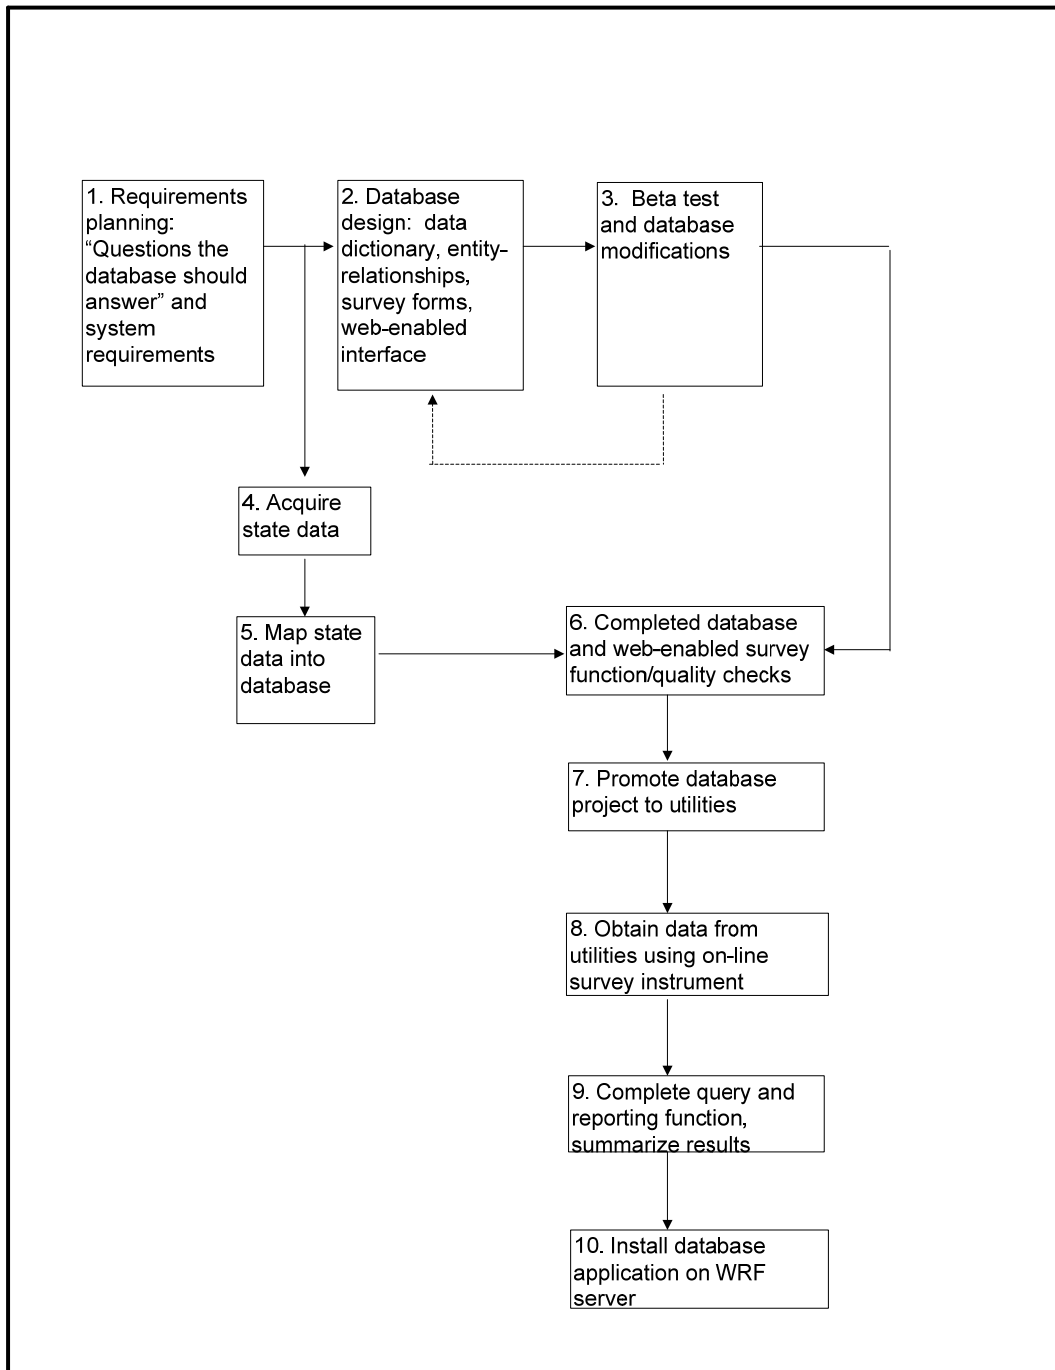 1. Requirements
planning:
“Questions the
database should
answer” and
system
requirements
2. Database
design:  data
dictionary, entity-
relationships,
survey forms,
web-enabled
interface
3.  Beta test
and database
modifications
4. Acquire
state data
5. Map state
data into
database
6. Completed database
and web-enabled survey
function/quality checks
7. Promote database
project to utilities
8. Obtain data from
utilities using on-line
survey instrument
9. Complete query and
reporting function,
summarize results
10. Install database
application on WRF
server